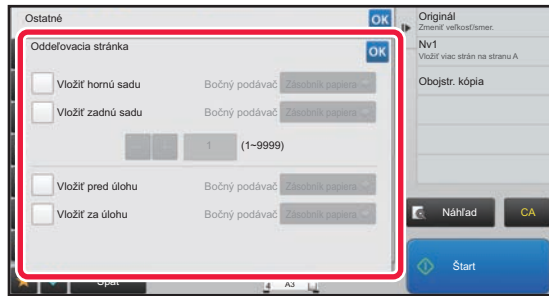 Ostatné
OK
Oddeľovacia stránka
OK
Vložiť hornú sadu
Bočný podávač
Zásobník papiera
Vložiť zadnú sadu
Bočný podávač
Zásobník papiera
1
(1~9999)
Vložiť pred úlohu
Bočný podávač
Zásobník papiera
Vložiť za úlohu
Bočný podávač
Zásobník papiera
Späť
4
A3
Originál
Zmeniť veľkosť/smer.
Nv1
Vložiť viac strán na stranu A
Obojstr. kópia
Náhľad
CA
Štart